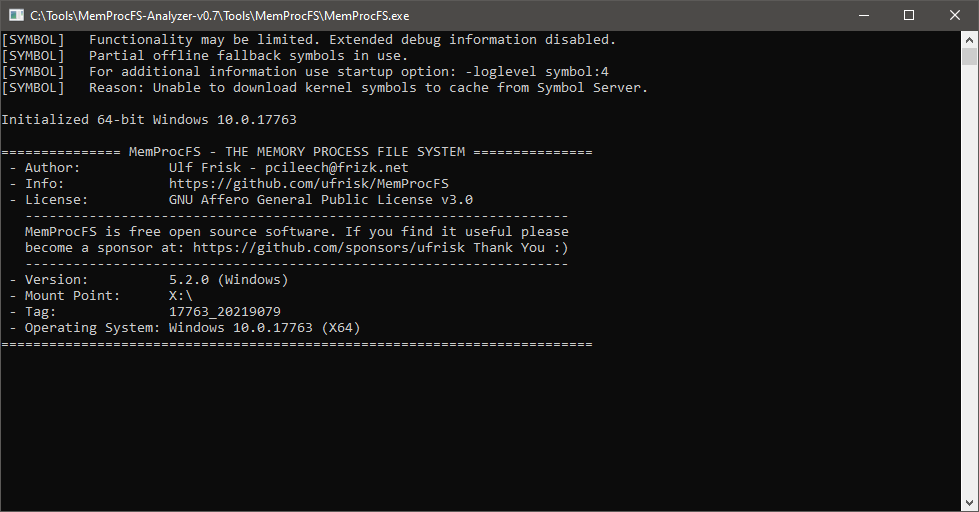 C:\Tools\MemProcFS-Analyzer-v0.7\Tools\MemProcFS\MemProcFS.exe
[SYMBOL]   Functionality may be limited. Extended debug information disabled.
[SYMBOL]   Partial offline fallback symbols in use.
[SYMBOL]   For additional information use startup option: -loglevel symbol:4
[SYMBOL]   Reason: Unable to download kernel symbols to cache from Symbol Server.
Initialized 64-bit Windows 10.0.17763
=============== MemProcFS - THE MEMORY PROCESS FILE SYSTEM ===============
 - Author:           Ulf Frisk - pcileech@frizk.net
 - Info:             https://github.com/ufrisk/MemProcFS
 - License:          GNU Affero General Public License v3.0
   --------------------------------------------------------------------
   MemProcFS is free open source software. If you find it useful please
   become a sponsor at: https://github.com/sponsors/ufrisk Thank You :)
   --------------------------------------------------------------------
 - Version:          5.2.0 (Windows)
 - Mount Point:      X:\
 - Tag:              17763_20219079
 - Operating System: Windows 10.0.17763 (X64)
==========================================================================